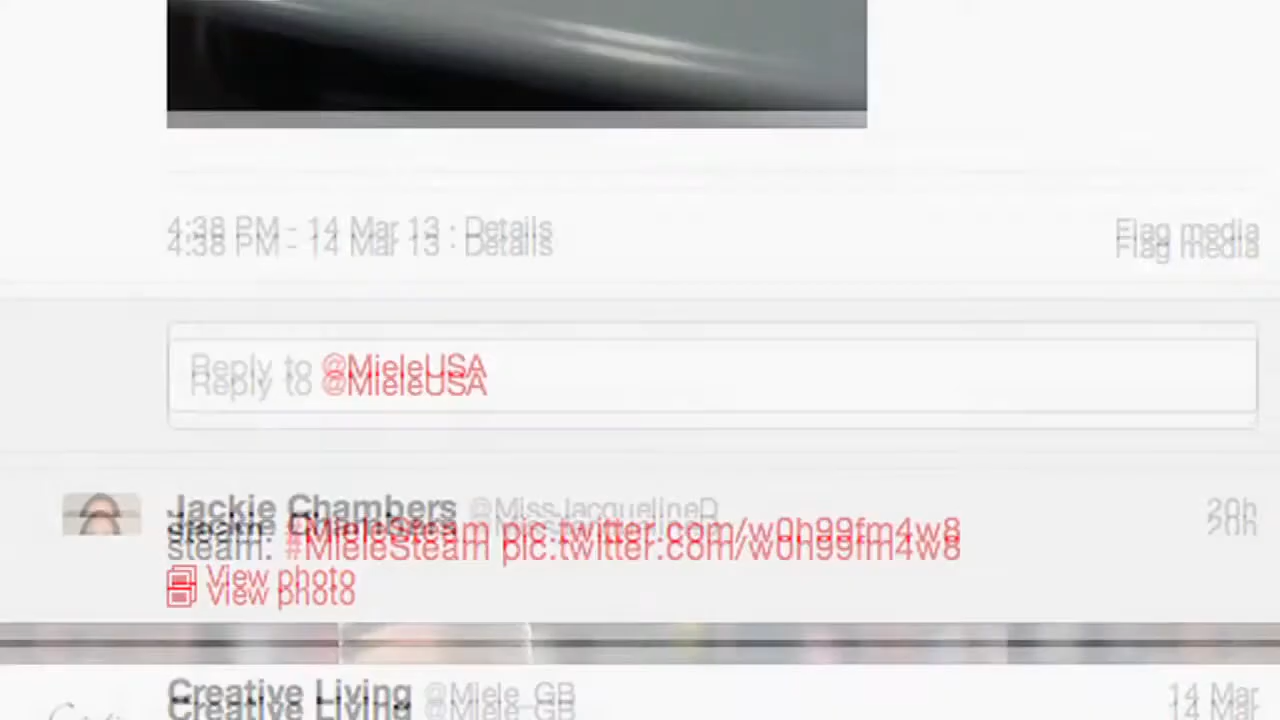 4:38 PM - 14 Mar 13 · Details
Flag media
Reply to @MieleUSA
Jackie Chambers @MissJacquelineD
20h
steam. #MieleSteam pic.twitter.com/w0h99fm4w8
View photo
Creative Living @Miele_GB
14 Mar